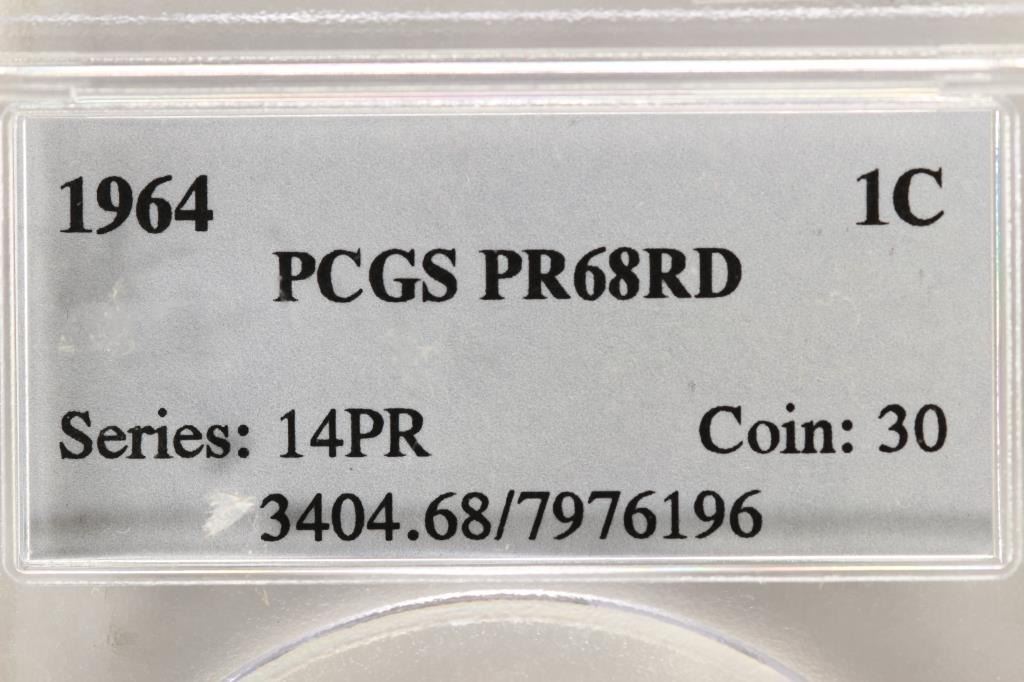 1964 1C
PCGS PR68RD
Series: 14PR Coin: 30
3404.68/7976196